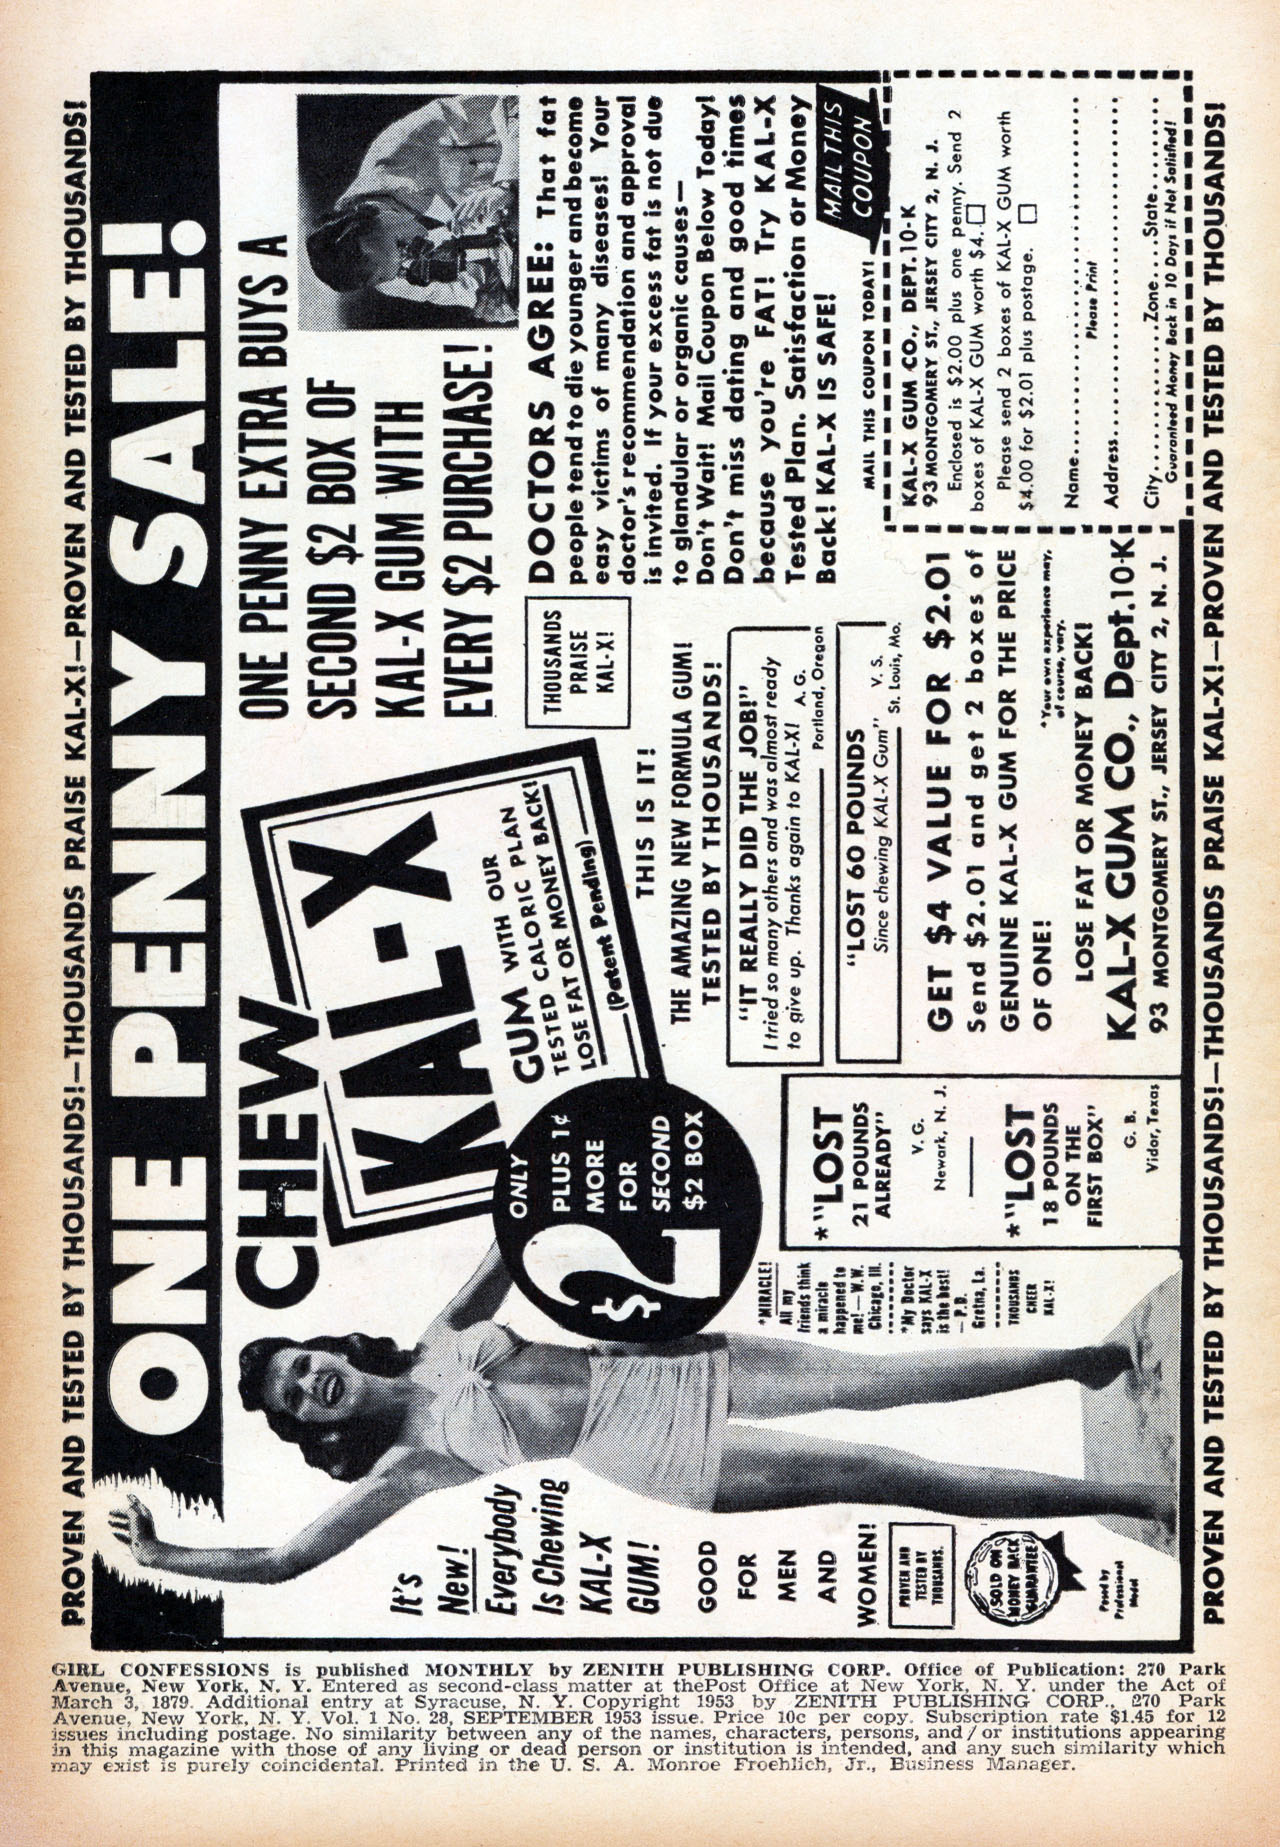 PROVEN AND TESTED BY THOUSANDS!—THOUSANDS PRAISE KAL-X!—PROVEN AND TESTED BY THOUSANDS!
ONE PENNY SALE!
CHEW
KAL-X
GUM WITH OUR
TESTED CALORIC PLAN
LOSE FAT OR MONEY BACK!
(Patent Pending)
ONE PENNY EXTRA BUYS A
SECOND $2 BOX OF
KAL-X GUM WITH
EVERY $2 PURCHASE!
It's
New!
Everybody
Is Chewing
KAL-X
GUM!
GOOD
FOR
MEN
AND
WOMEN!
PROVEN AND
TESTED BY
THOUSANDS.
SOLD ON
MONEY BACK
GUARANTEE
Posed by
Professional
Model
ONLY
$2
PLUS 1¢
MORE
FOR
SECOND
$2 BOX
*MIRACLE!
All my
friends think
a miracle
happened to
me!—W.W.
Chicago, Ill.
*My Doctor
says KAL-X
is the best!
— P.B.
Gretna, La.
THOUSANDS
CHEER
KAL-X!
*"LOST
21 POUNDS
ALREADY"
V. G.
Newark, N. J.
*"LOST
18 POUNDS
ON THE
FIRST BOX"
G. B.
Vidor, Texas
THIS IS IT!
THE AMAZING NEW FORMULA GUM!
TESTED BY THOUSANDS!
THOUSANDS
PRAISE
KAL-X!
"IT REALLY DID THE JOB!"
I tried so many others and was almost ready
to give up. Thanks again to KAL-X! A. G.
Portland, Oregon
"LOST 60 POUNDS
Since chewing KAL-X Gum" V. S.
St. Louis, Mo.
GET $4 VALUE FOR $2.01
Send $2.01 and get 2 boxes of
GENUINE KAL-X GUM FOR THE PRICE
OF ONE!
*Your own experience may,
of course, vary.
LOSE FAT OR MONEY BACK!
KAL-X GUM CO., Dept.10-K
93 MONTGOMERY ST., JERSEY CITY 2, N. J.
DOCTORS AGREE: That fat
people tend to die younger and become
easy victims of many diseases! Your
doctor's recommendation and approval
is invited. If your excess fat is not due
to glandular or organic causes—
Don't Wait! Mail Coupon Below Today!
Don't miss dating and good times
because you're FAT! Try KAL-X
Tested Plan. Satisfaction or Money
Back! KAL-X IS SAFE!
MAIL THIS
COUPON
MAIL THIS COUPON TODAY!
KAL-X GUM CO., DEPT. 10-K
93 MONTGOMERY ST., JERSEY CITY 2, N. J.
Enclosed is $2.00 plus one penny. Send 2
boxes of KAL-X GUM worth $4. □
Please send 2 boxes of KAL-X GUM worth
$4.00 for $2.01 plus postage. □
Name
Please Print
Address
City Zone State
Guaranteed Money Back in 10 Days if Not Satisfied!
PROVEN AND TESTED BY THOUSANDS!—THOUSANDS PRAISE KAL-X!—PROVEN AND TESTED BY THOUSANDS!
GIRL CONFESSIONS is published MONTHLY by ZENITH PUBLISHING CORP. Office of Publication: 270 Park
Avenue, New York, N. Y. Entered as second-class matter at thePost Office at New York, N. Y. under the Act of
March 3, 1879. Additional entry at Syracuse, N. Y. Copyright 1953 by ZENITH PUBLISHING CORP., 270 Park
Avenue, New York, N. Y. Vol. 1 No. 28, SEPTEMBER 1953 issue. Price 10c per copy. Subscription rate $1.45 for 12
issues including postage. No similarity between any of the names, characters, persons, and/or institutions appearing
in this magazine with those of any living or dead person or institution is intended, and any such similarity which
may exist is purely coincidental. Printed in the U. S. A. Monroe Froehlich, Jr., Business Manager.